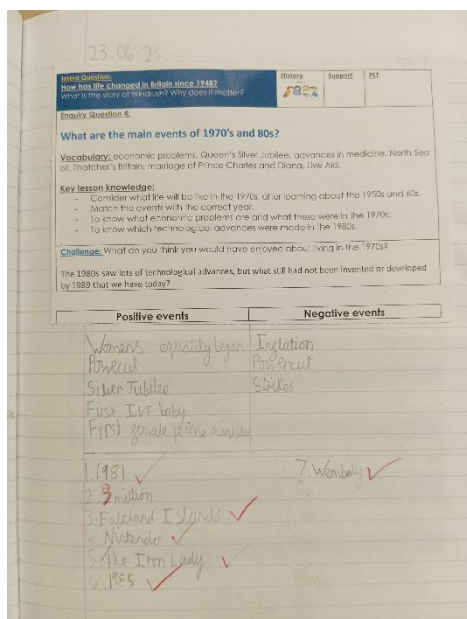 23.06 25
Intent Question:
How has life changed in Britain since 1948?
What is the story of Windrush? Why does it matter?
History
Support
PST
Enquiry Question 4:
What are the main events of 1970's and 80s?
Vocabulary: economic problems, Queen's Silver Jubilee, advances in medicine, North Sea
oil, Thatcher's Britain, marriage of Prince Charles and Diana, Live Aid.
Key lesson knowledge:
- Consider what life will be like in the 1970s, after learning about the 1950s and 60s.
- Match the events with the correct year.
- To know what economic problems are and what these were in the 1970s.
- To know which technological advances were made in the 1980s.
Challenge: What do you think you would have enjoyed about living in the 1970s?
The 1980s saw lots of technological advances, but what still had not been invented or developed
by 1989 that we have today?
Positive events Negative events
Womens equality began Inglation
Powecut Powercut
Silver Jubilee Strikes
First IVF baby
First gemale prime minisey
1. 1981 7. Wembely
2. 3 million
3. Falcland Islands
4. Nintendo
5. The Iron Lady
6. 1985